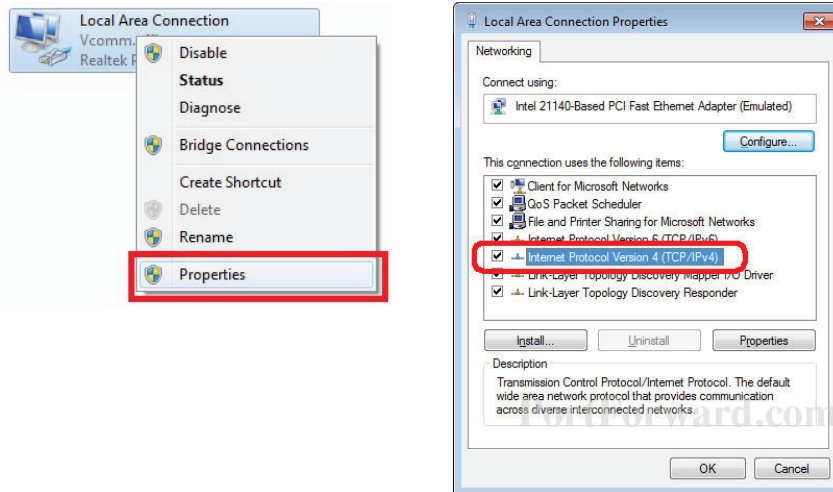 Local Area Connection
Vcomm.
Realtek
Disable
Status
Diagnose
Bridge Connections
Create Shortcut
Delete
Rename
Properties
Local Area Connection Properties
Networking
Connect using:
Intel 21140-Based PCI Fast Ethernet Adapter (Emulated)
Configure...
This connection uses the following items:
Client for Microsoft Networks
QoS Packet Scheduler
File and Printer Sharing for Microsoft Networks
Internet Protocol Version 6 (TCP/IPv6)
Internet Protocol Version 4 (TCP/IPv4)
Link-Layer Topology Discovery Mapper I/O Driver
Link-Layer Topology Discovery Responder
Install...
Uninstall
Properties
Description
Transmission Control Protocol/Internet Protocol. The default
wide area network protocol that provides communication
across diverse interconnected networks.
PortForward.com
OK
Cancel